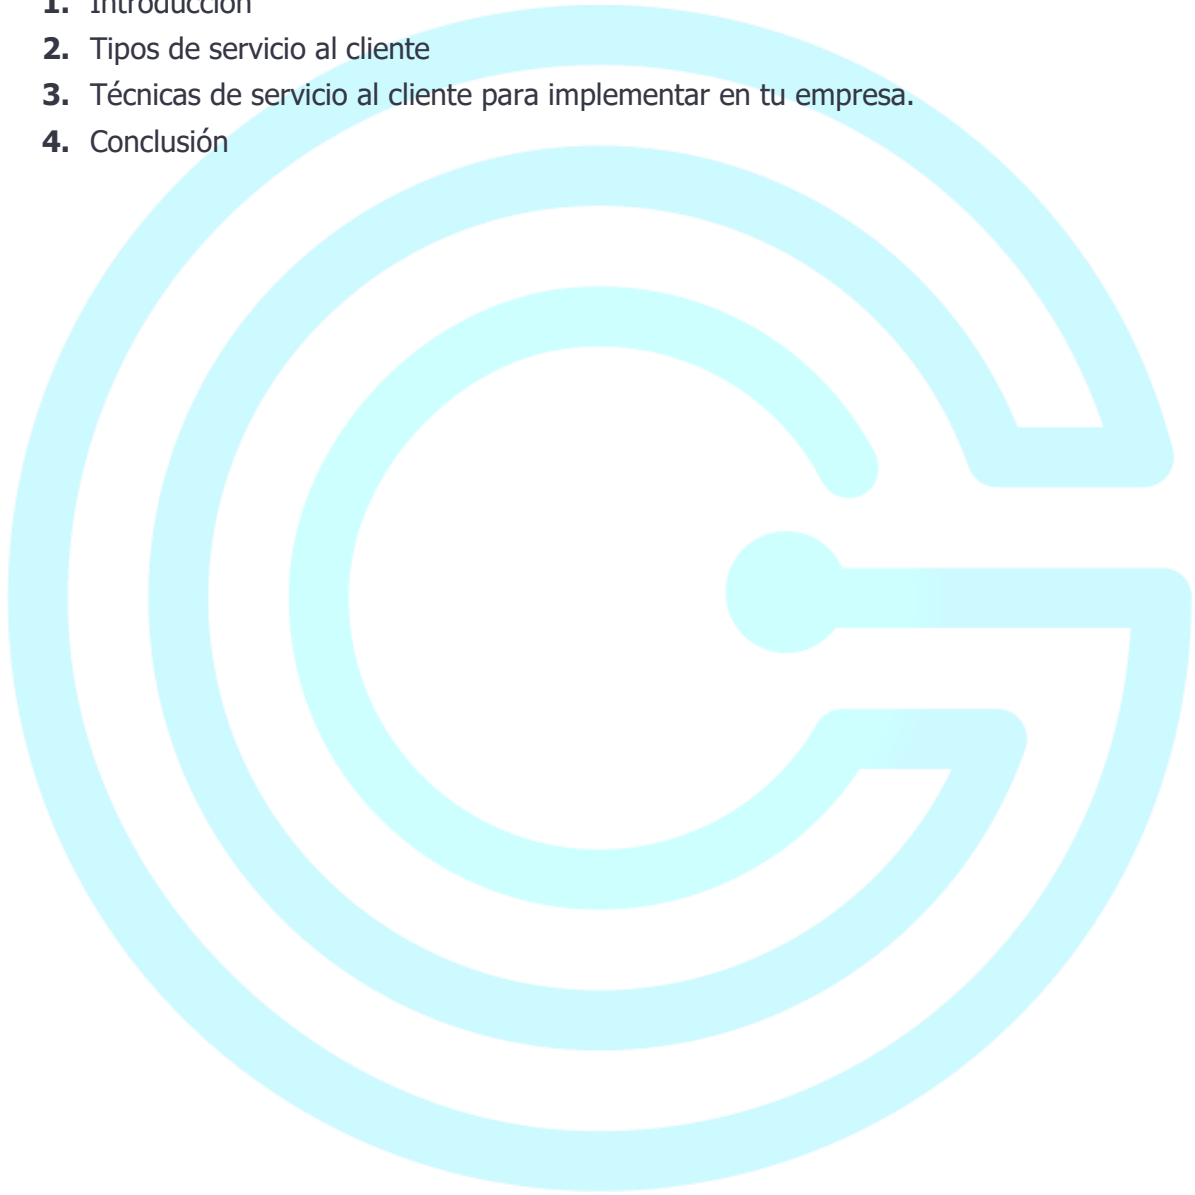 1. Introducción
2. Tipos de servicio al cliente
3. Técnicas de servicio al cliente para implementar en tu empresa.
4. Conclusión